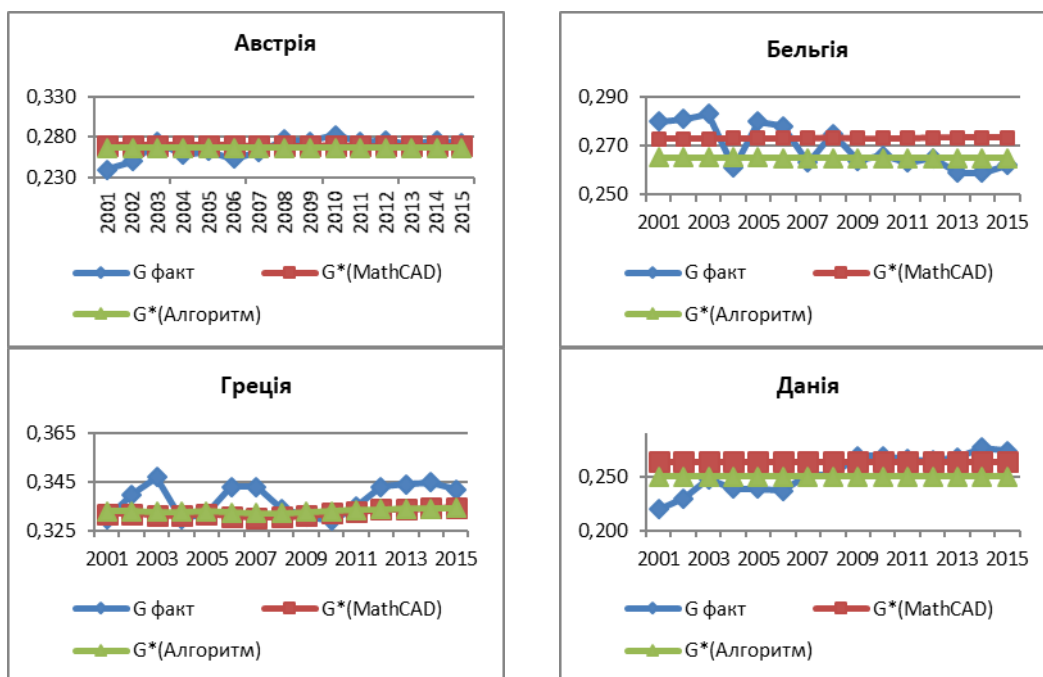 Австрія
0,330
0,280
0,230
2001 2002 2003 2004 2005 2006 2007 2008 2009 2010 2011 2012 2013 2014 2015
G факт G*(MathCAD)
G*(Алгоритм)
Бельгія
0,290
0,270
0,250
2001 2003 2005 2007 2009 2011 2013 2015
G факт G*(MathCAD)
G*(Алгоритм)
Греція
0,365
0,345
0,325
2001 2003 2005 2007 2009 2011 2013 2015
G факт G*(MathCAD)
G*(Алгоритм)
Данія
0,250
0,200
2001 2003 2005 2007 2009 2011 2013 2015
G факт G*(MathCAD)
G*(Алгоритм)